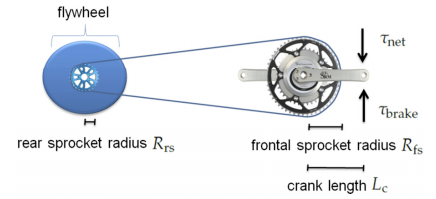 flywheel
τnet
τbrake
rear sprocket radius Rrs
frontal sprocket radius Rfs
crank length Lc